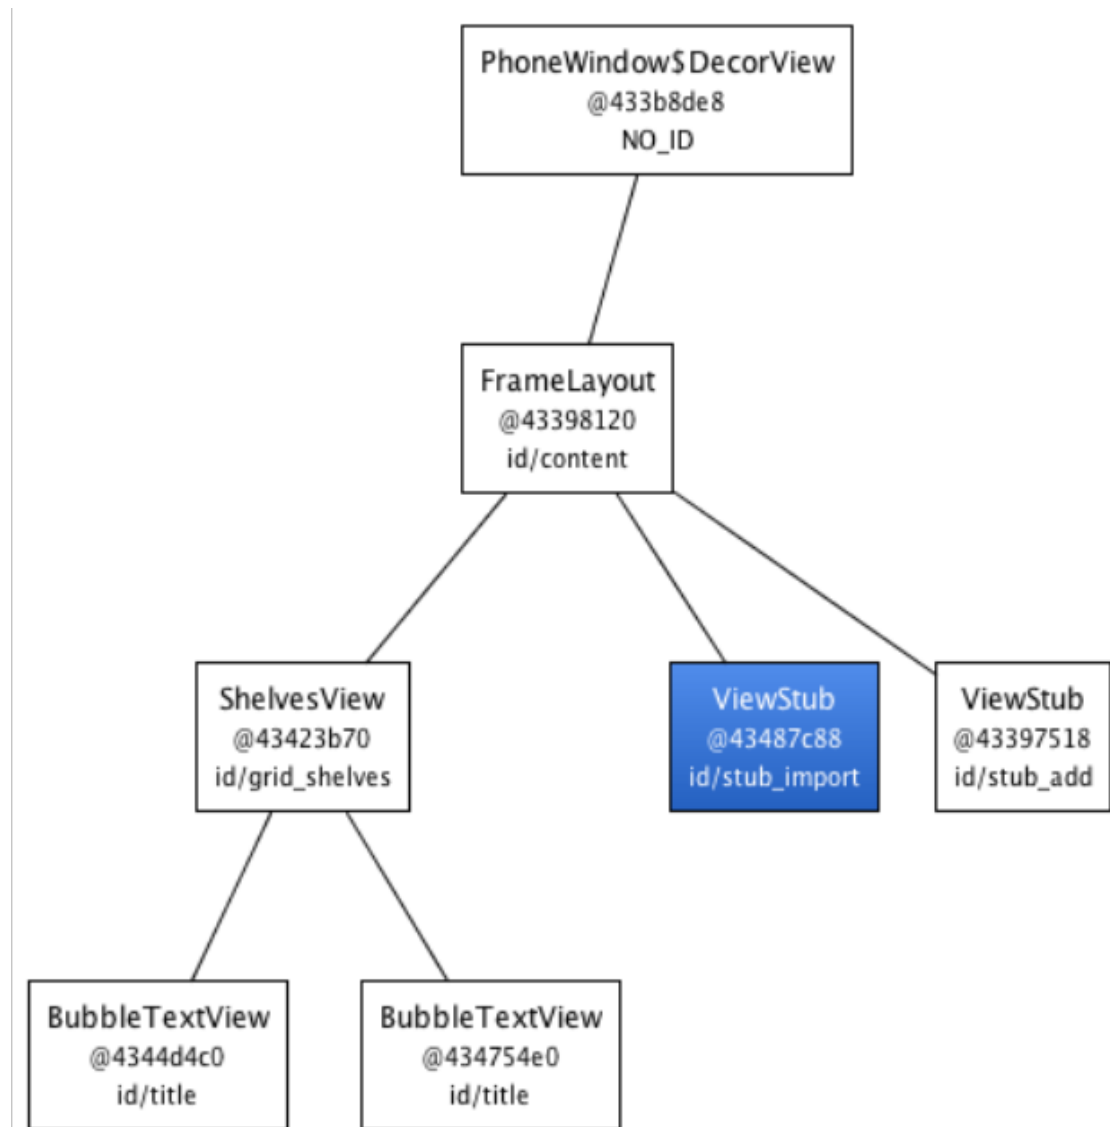 PhoneWindow$DecorView
@433b8de8
NO_ID
FrameLayout
@43398120
id/content
ShelvesView
@43423b70
id/grid_shelves
ViewStub
@43487c88
id/stub_import
ViewStub
@43397518
id/stub_add
BubbleTextView
@4344d4c0
id/title
BubbleTextView
@434754e0
id/title